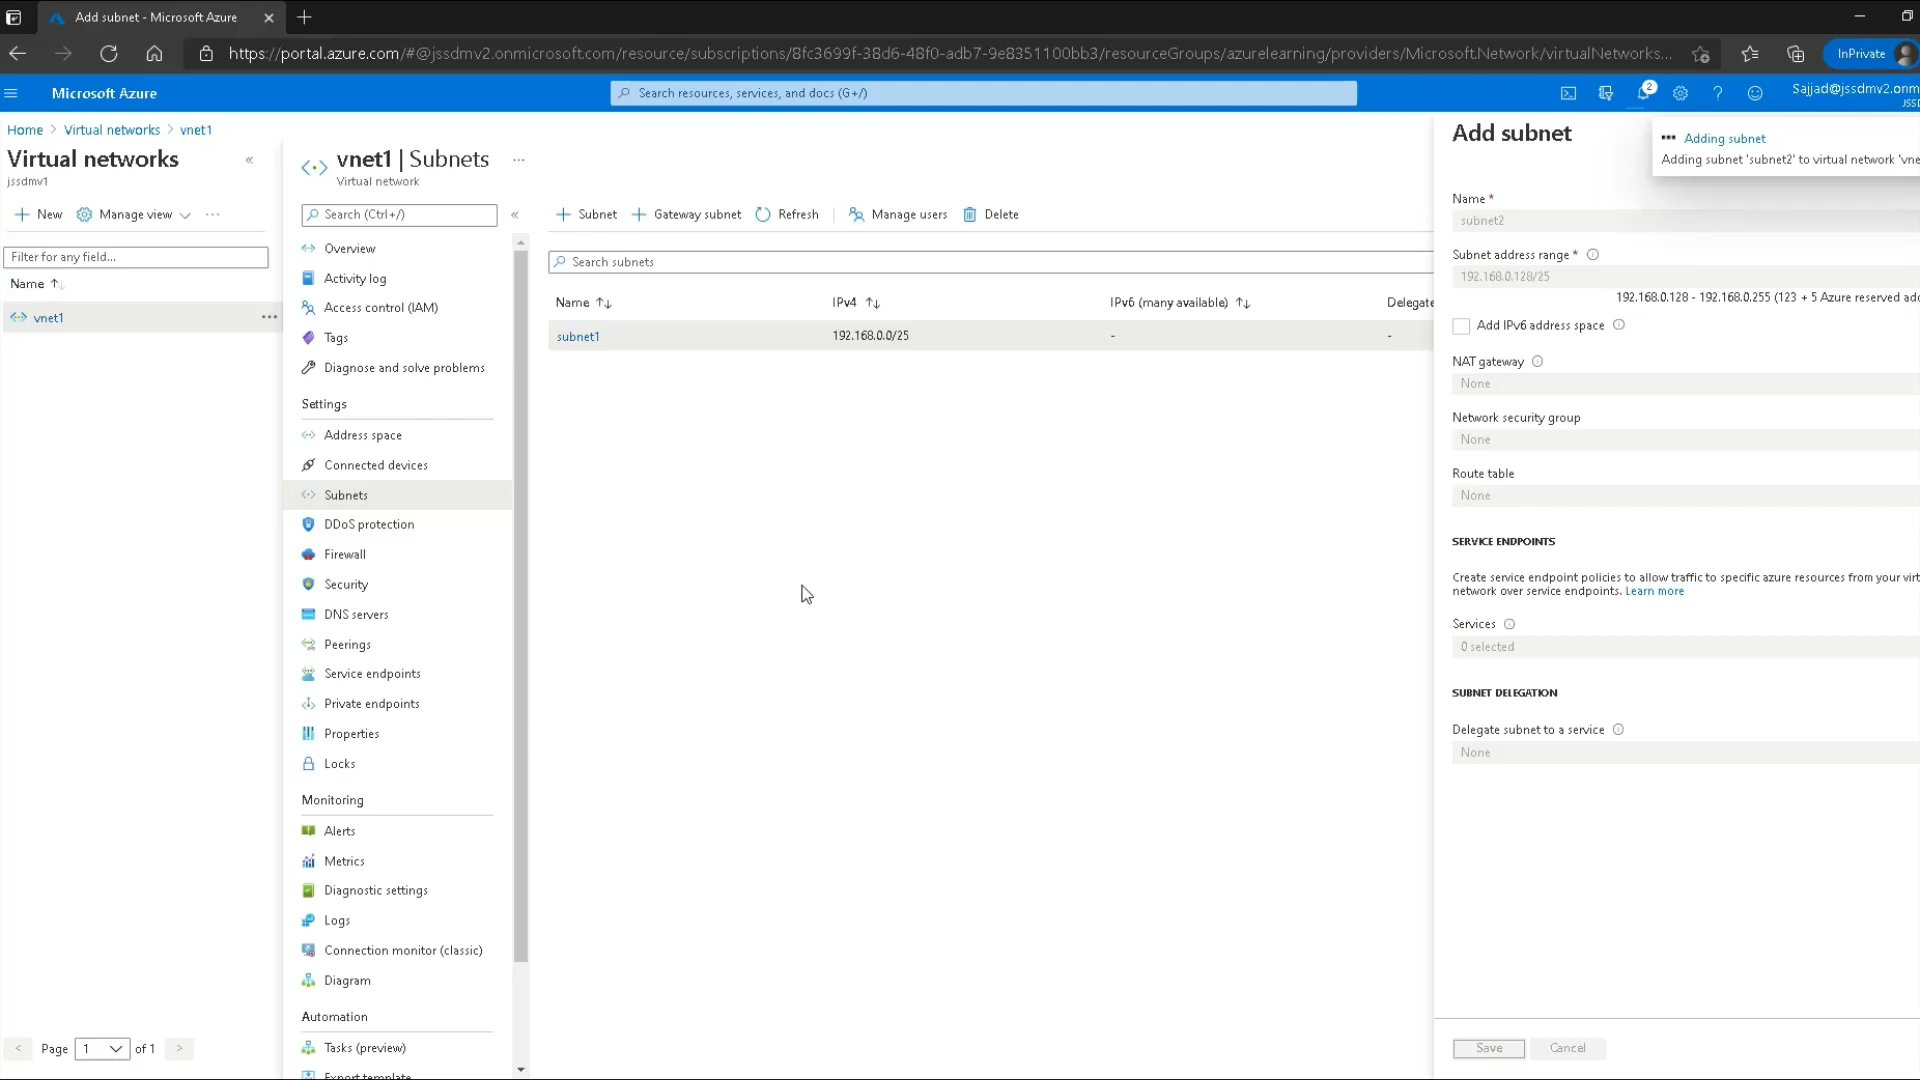 Add subnet - Microsoft Azure
https://portal.azure.com/#@jssdmv2.onmicrosoft.com/resource/subscriptions/8fc3699f-38d6-48f0-adb7-9e8351100bb3/resourceGroups/azurelearning/providers/Microsoft.Network/virtualNetworks...
InPrivate
Microsoft Azure
Search resources, services, and docs (G+/)
2
Sajjad@jssdmv2.onm
JSSD
Home > Virtual networks > vnet1
Virtual networks
jssdmv1
New
Manage view
...
Filter for any field...
Name
vnet1
...
Page 1 of 1
vnet1 | Subnets
...
Virtual network
Search (Ctrl+/)
Overview
Activity log
Access control (IAM)
Tags
Diagnose and solve problems
Settings
Address space
Connected devices
Subnets
DDoS protection
Firewall
Security
DNS servers
Peerings
Service endpoints
Private endpoints
Properties
Locks
Monitoring
Alerts
Metrics
Diagnostic settings
Logs
Connection monitor (classic)
Diagram
Automation
Tasks (preview)
Export template
Subnet
Gateway subnet
Refresh
Manage users
Delete
Search subnets
Name IPv4 IPv6 (many available) Delegate
subnet1 192.168.0.0/25 - -
Add subnet
Adding subnet
Adding subnet 'subnet2' to virtual network 'vne
Name *
subnet2
Subnet address range *
192.168.0.128/25
192.168.0.128 - 192.168.0.255 (123 + 5 Azure reserved add
Add IPv6 address space
NAT gateway
None
Network security group
None
Route table
None
SERVICE ENDPOINTS
Create service endpoint policies to allow traffic to specific azure resources from your virt
network over service endpoints. Learn more
Services
0 selected
SUBNET DELEGATION
Delegate subnet to a service
None
Save
Cancel